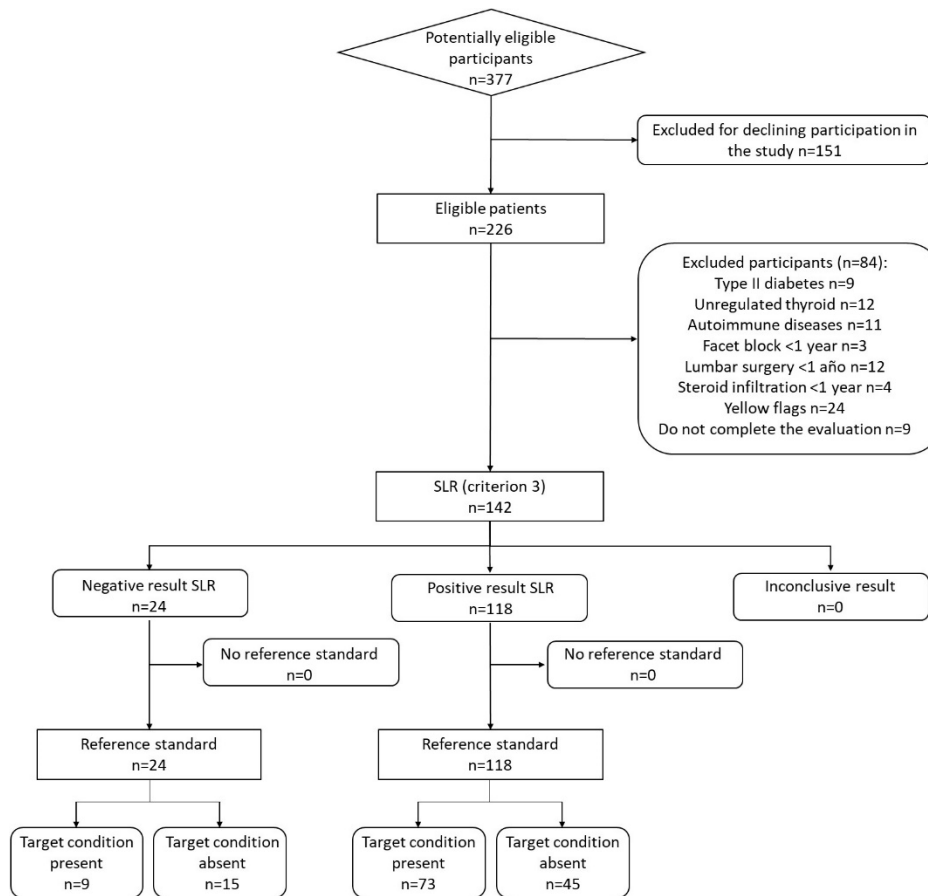 Potentially eligible
participants
n=377
Excluded for declining participation in
the study n=151
Eligible patients
n=226
Excluded participants (n=84):
Type II diabetes n=9
Unregulated thyroid n=12
Autoimmune diseases n=11
Facet block <1 year n=3
Lumbar surgery <1 año n=12
Steroid infiltration <1 year n=4
Yellow flags n=24
Do not complete the evaluation n=9
SLR (criterion 3)
n=142
Negative result SLR
n=24
Positive result SLR
n=118
Inconclusive result
n=0
No reference standard
n=0
No reference standard
n=0
Reference standard
n=24
Reference standard
n=118
Target condition
present
n=9
Target condition
absent
n=15
Target condition
present
n=73
Target condition
absent
n=45